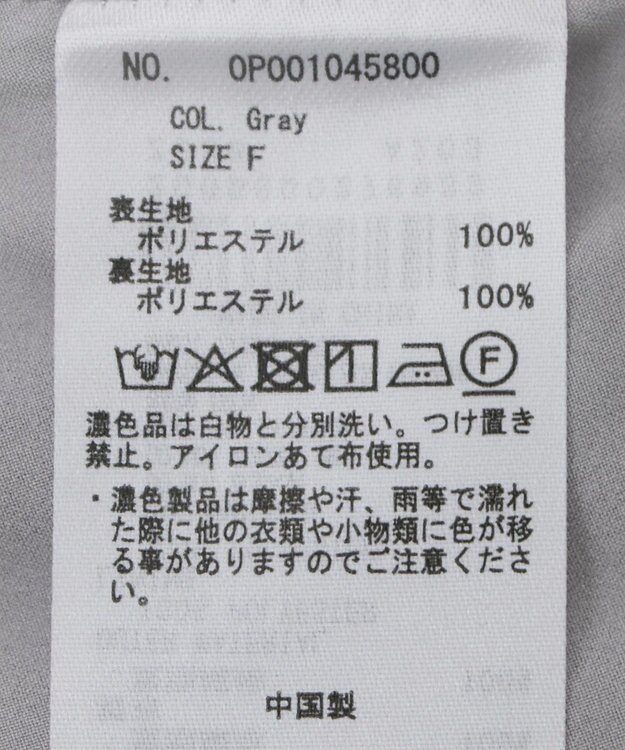 NO. 0P001045800
COL. Gray
SIZE F
表生地
ポリエステル 100%
裏生地
ポリエステル 100%
F
濃色品は白物と分別洗い。つけ置き
禁止。アイロンあて布使用。
・濃色製品は摩擦や汗、雨等で濡れ
た際に他の衣類や小物類に色が移
る事がありますのでご注意くださ
い。
中国製